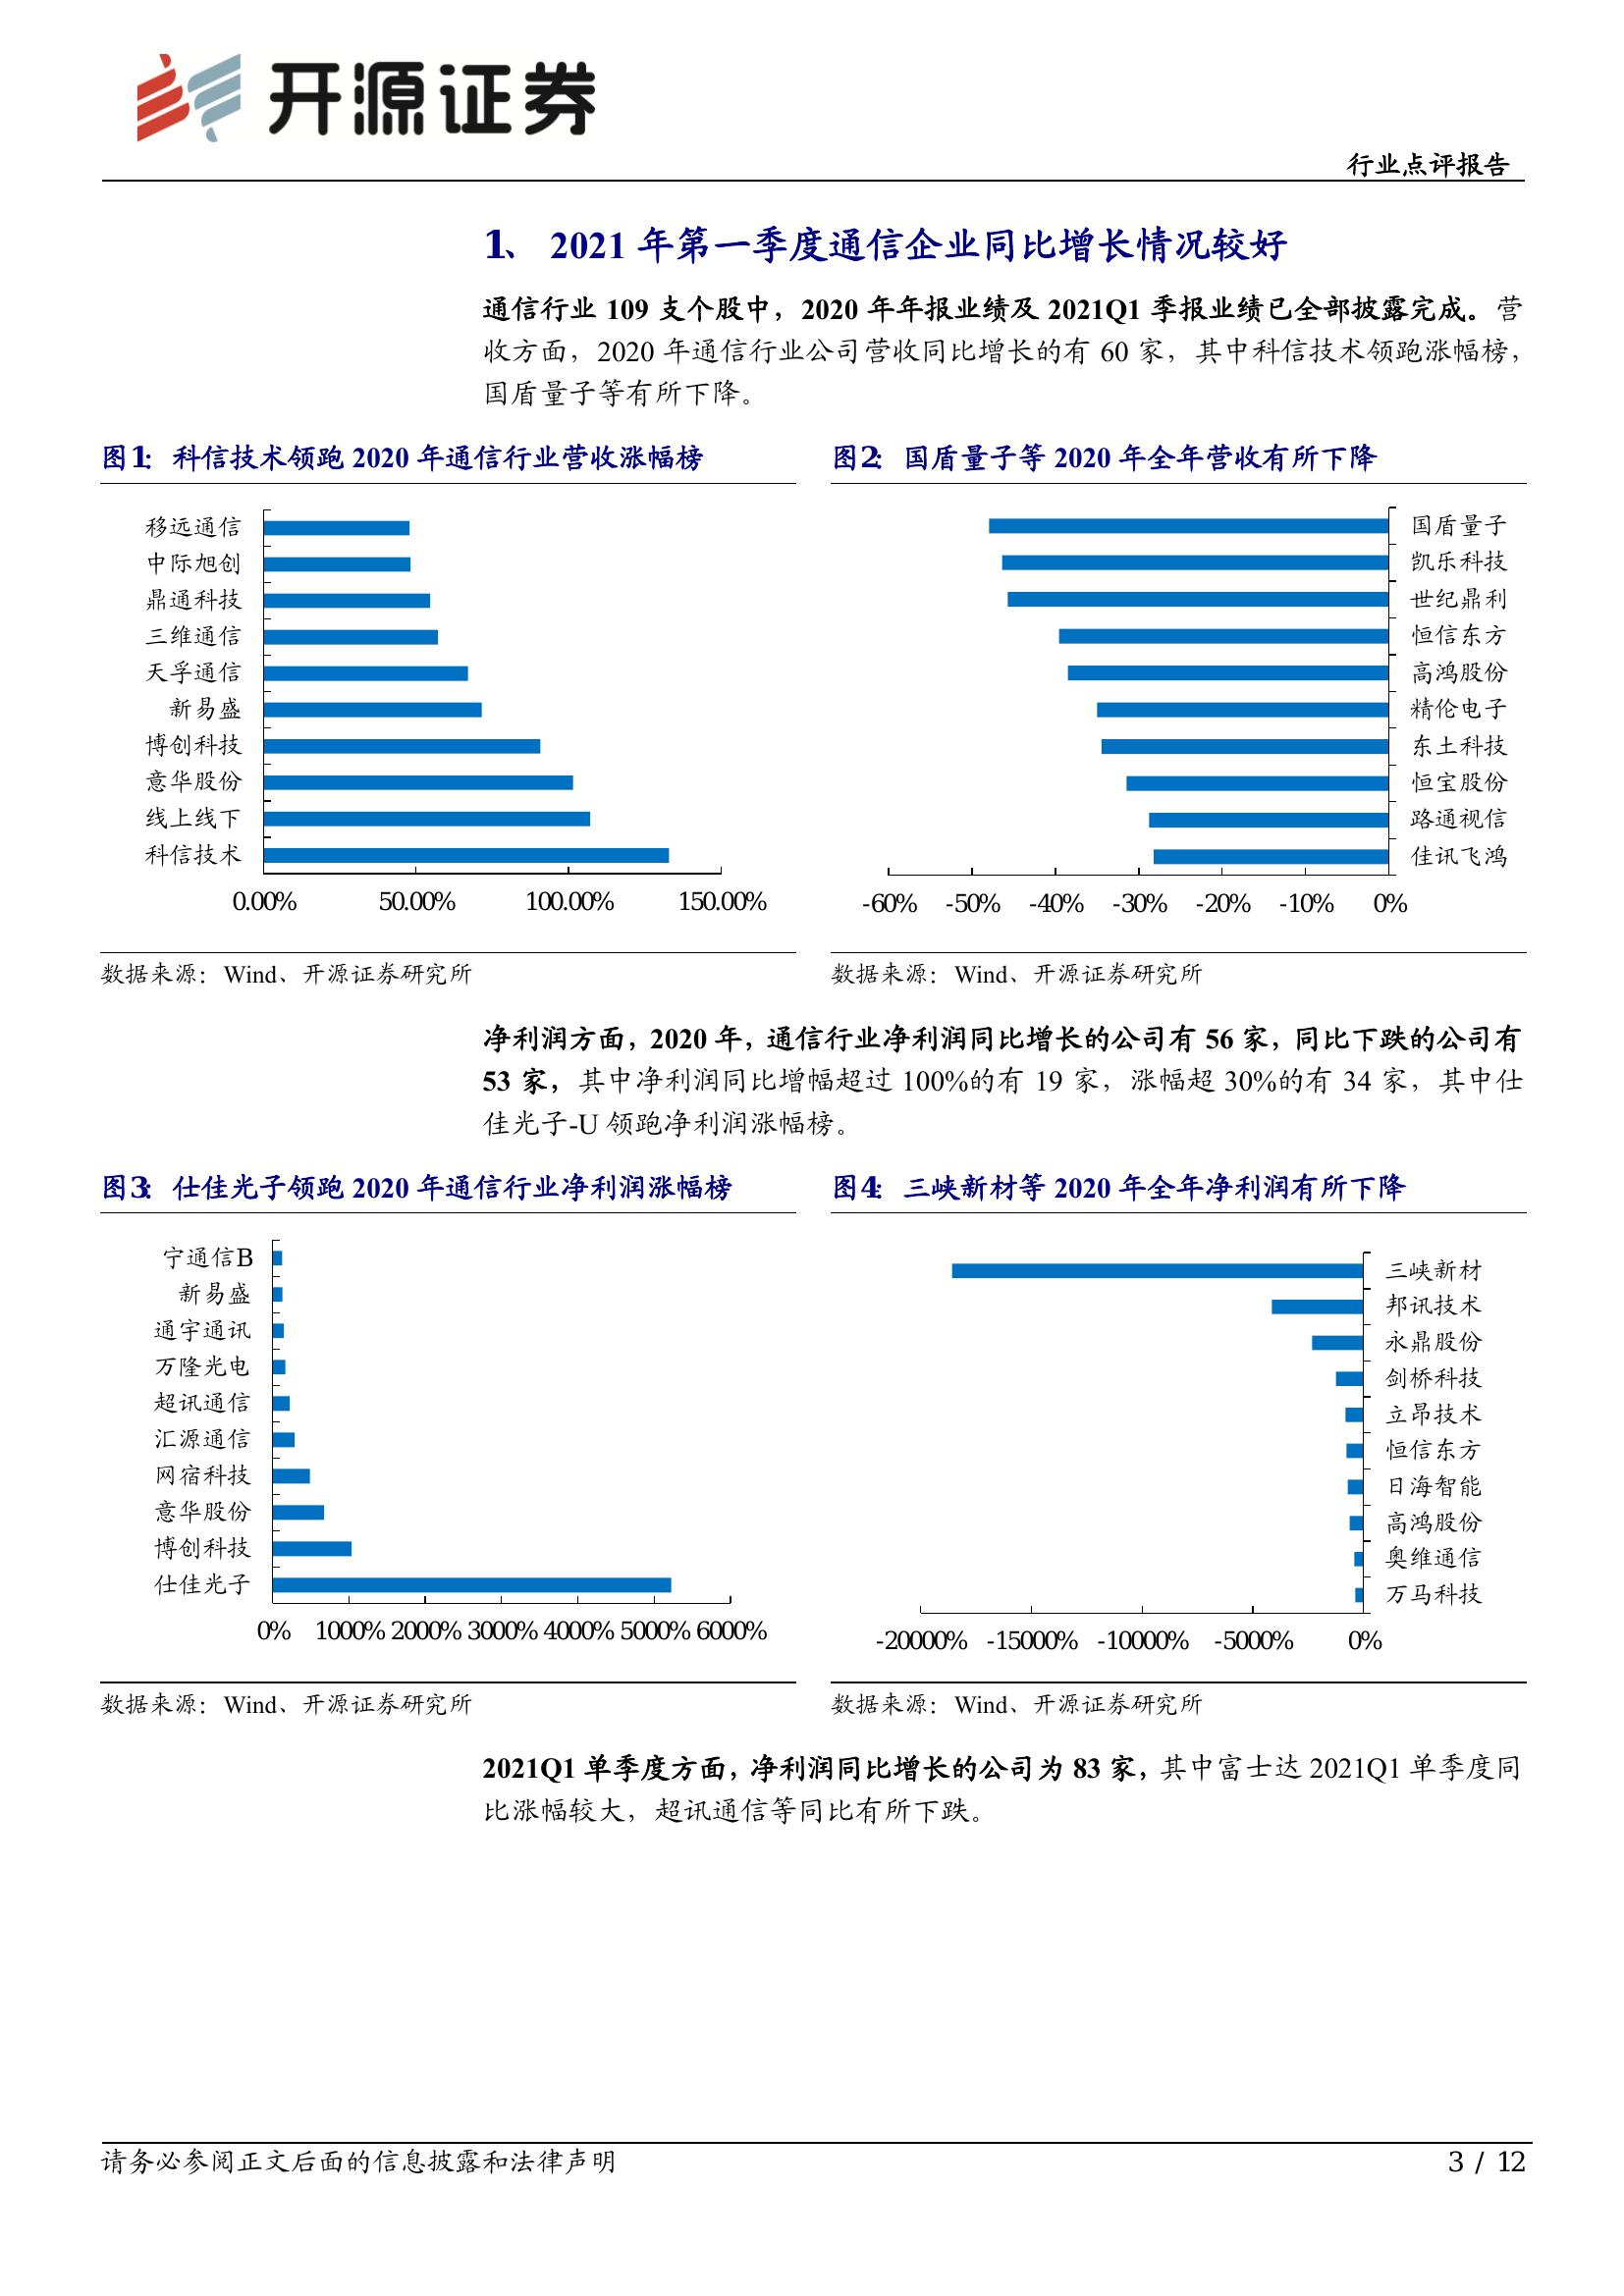 开源证券
行业点评报告
1、 2021 年第一季度通信企业同比增长情况较好
通信行业 109 支个股中，2020 年年报业绩及 2021Q1 季报业绩已全部披露完成。营
收方面，2020 年通信行业公司营收同比增长的有 60 家，其中科信技术领跑涨幅榜，
国盾量子等有所下降。
图1： 科信技术领跑 2020 年通信行业营收涨幅榜
移远通信
中际旭创
鼎通科技
三维通信
天孚通信
新易盛
博创科技
意华股份
线上线下
科信技术
0.00% 50.00% 100.00% 150.00%
数据来源：Wind、开源证券研究所
图2： 国盾量子等 2020 年全年营收有所下降
国盾量子
凯乐科技
世纪鼎利
恒信东方
高鸿股份
精伦电子
东土科技
恒宝股份
路通视信
佳讯飞鸿
-60% -50% -40% -30% -20% -10% 0%
数据来源：Wind、开源证券研究所
净利润方面，2020 年，通信行业净利润同比增长的公司有 56 家，同比下跌的公司有
53 家，其中净利润同比增幅超过 100%的有 19 家，涨幅超 30%的有 34 家，其中仕
佳光子-U 领跑净利润涨幅榜。
图3： 仕佳光子领跑 2020 年通信行业净利润涨幅榜
宁通信B
新易盛
通宇通讯
万隆光电
超讯通信
汇源通信
网宿科技
意华股份
博创科技
仕佳光子
0% 1000% 2000% 3000% 4000% 5000% 6000%
数据来源：Wind、开源证券研究所
图4： 三峡新材等 2020 年全年净利润有所下降
三峡新材
邦讯技术
永鼎股份
剑桥科技
立昂技术
恒信东方
日海智能
高鸿股份
奥维通信
万马科技
-20000% -15000% -10000% -5000% 0%
数据来源：Wind、开源证券研究所
2021Q1 单季度方面，净利润同比增长的公司为 83 家，其中富士达 2021Q1 单季度同
比涨幅较大，超讯通信等同比有所下跌。
请务必参阅正文后面的信息披露和法律声明
3 / 12